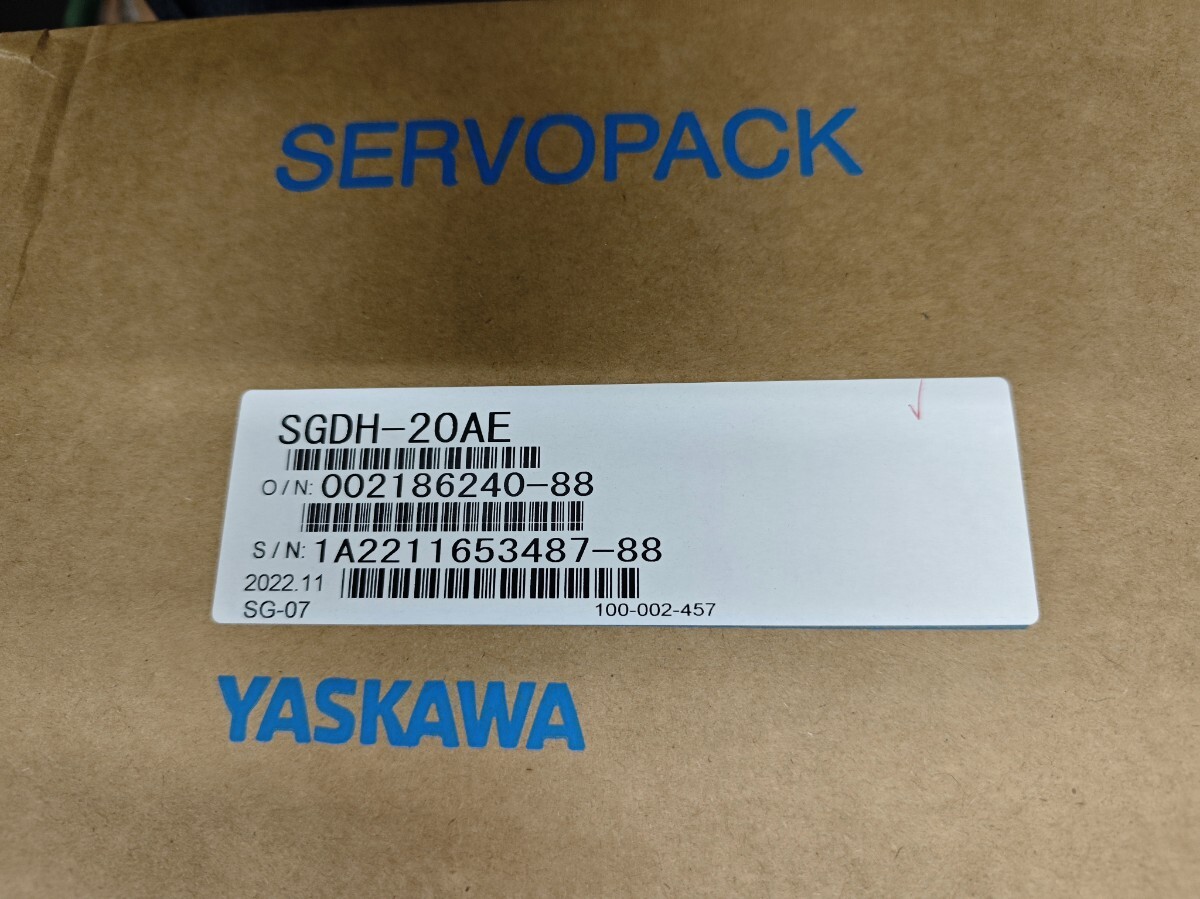 SERVOPACK
SGDH-20AE
O/N: 002186240-88
S/N: 1A2211653487-88
2022.11
SG-07 100-002-457
YASKAWA